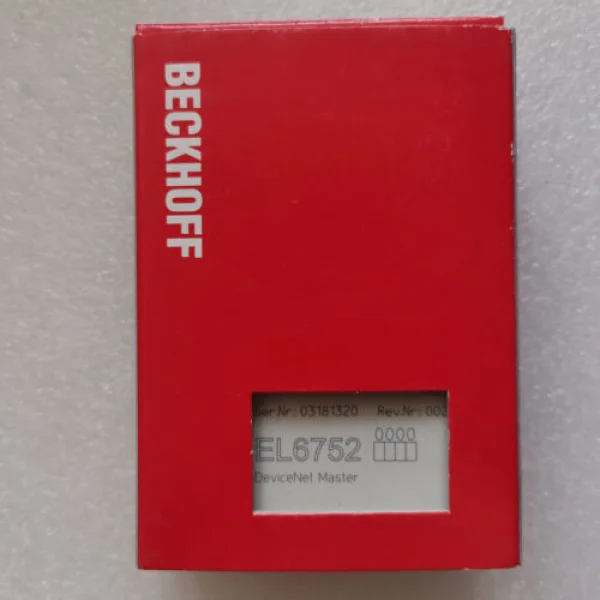 BECKHOFF
Ser.Nr.: 03181320 Rev.Nr.: 002
EL6752 0000
DeviceNet Master